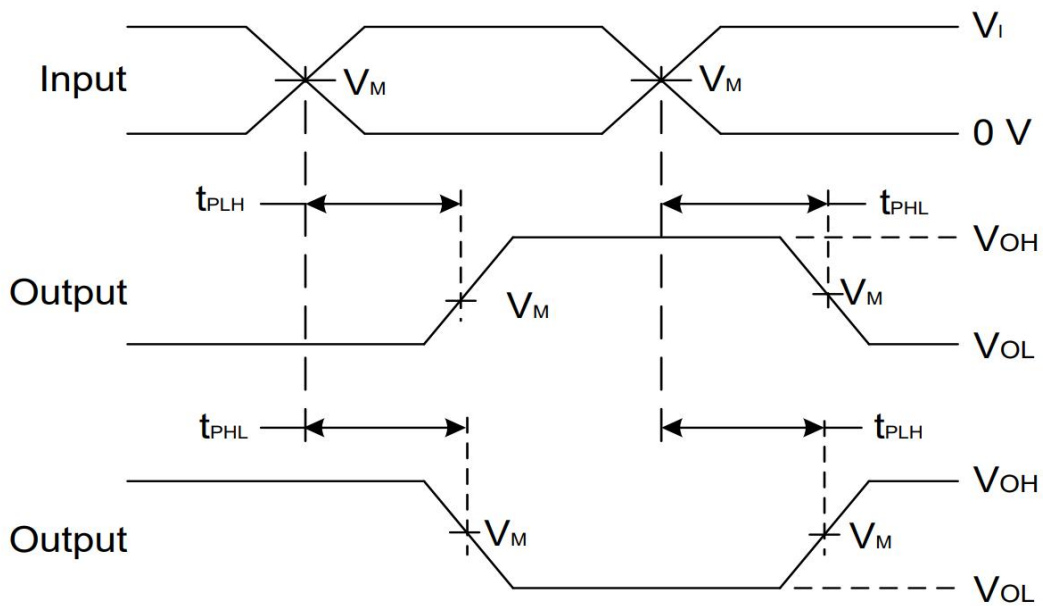 VI
Input VM VM
0 V
tPLH tPHL
VOH
Output VM VM
VOL
tPHL tPLH
VOH
Output VM VM
VOL